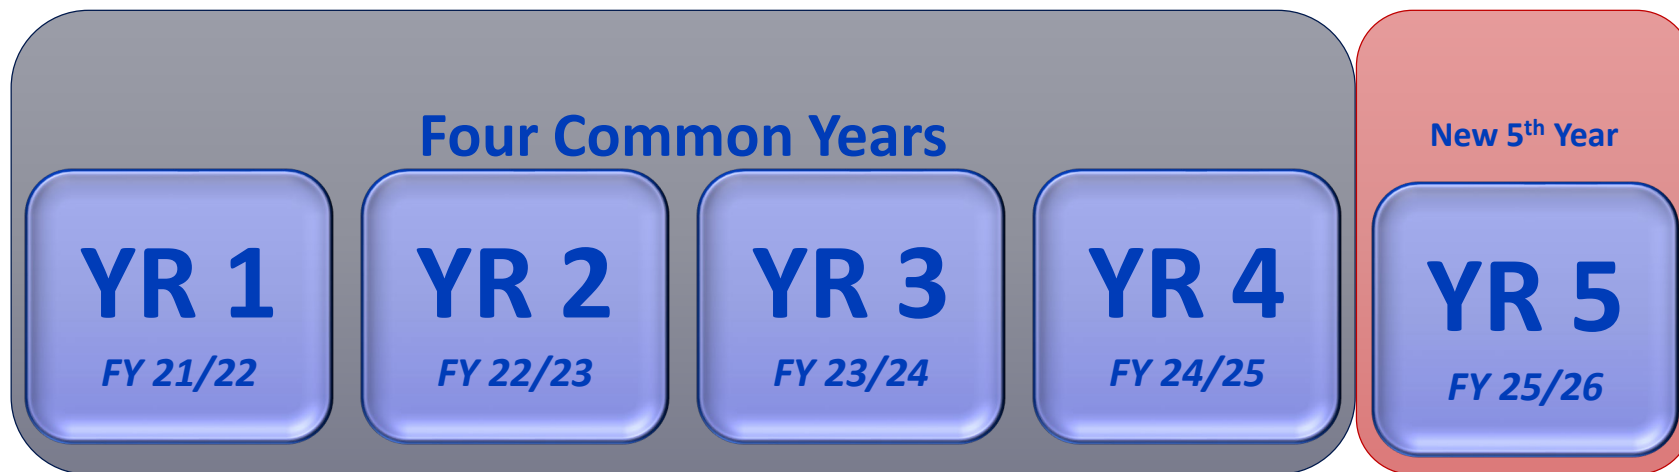 Four Common Years
New 5th Year
YR 1
FY 21/22
YR 2
FY 22/23
YR 3
FY 23/24
YR 4
FY 24/25
YR 5
FY 25/26